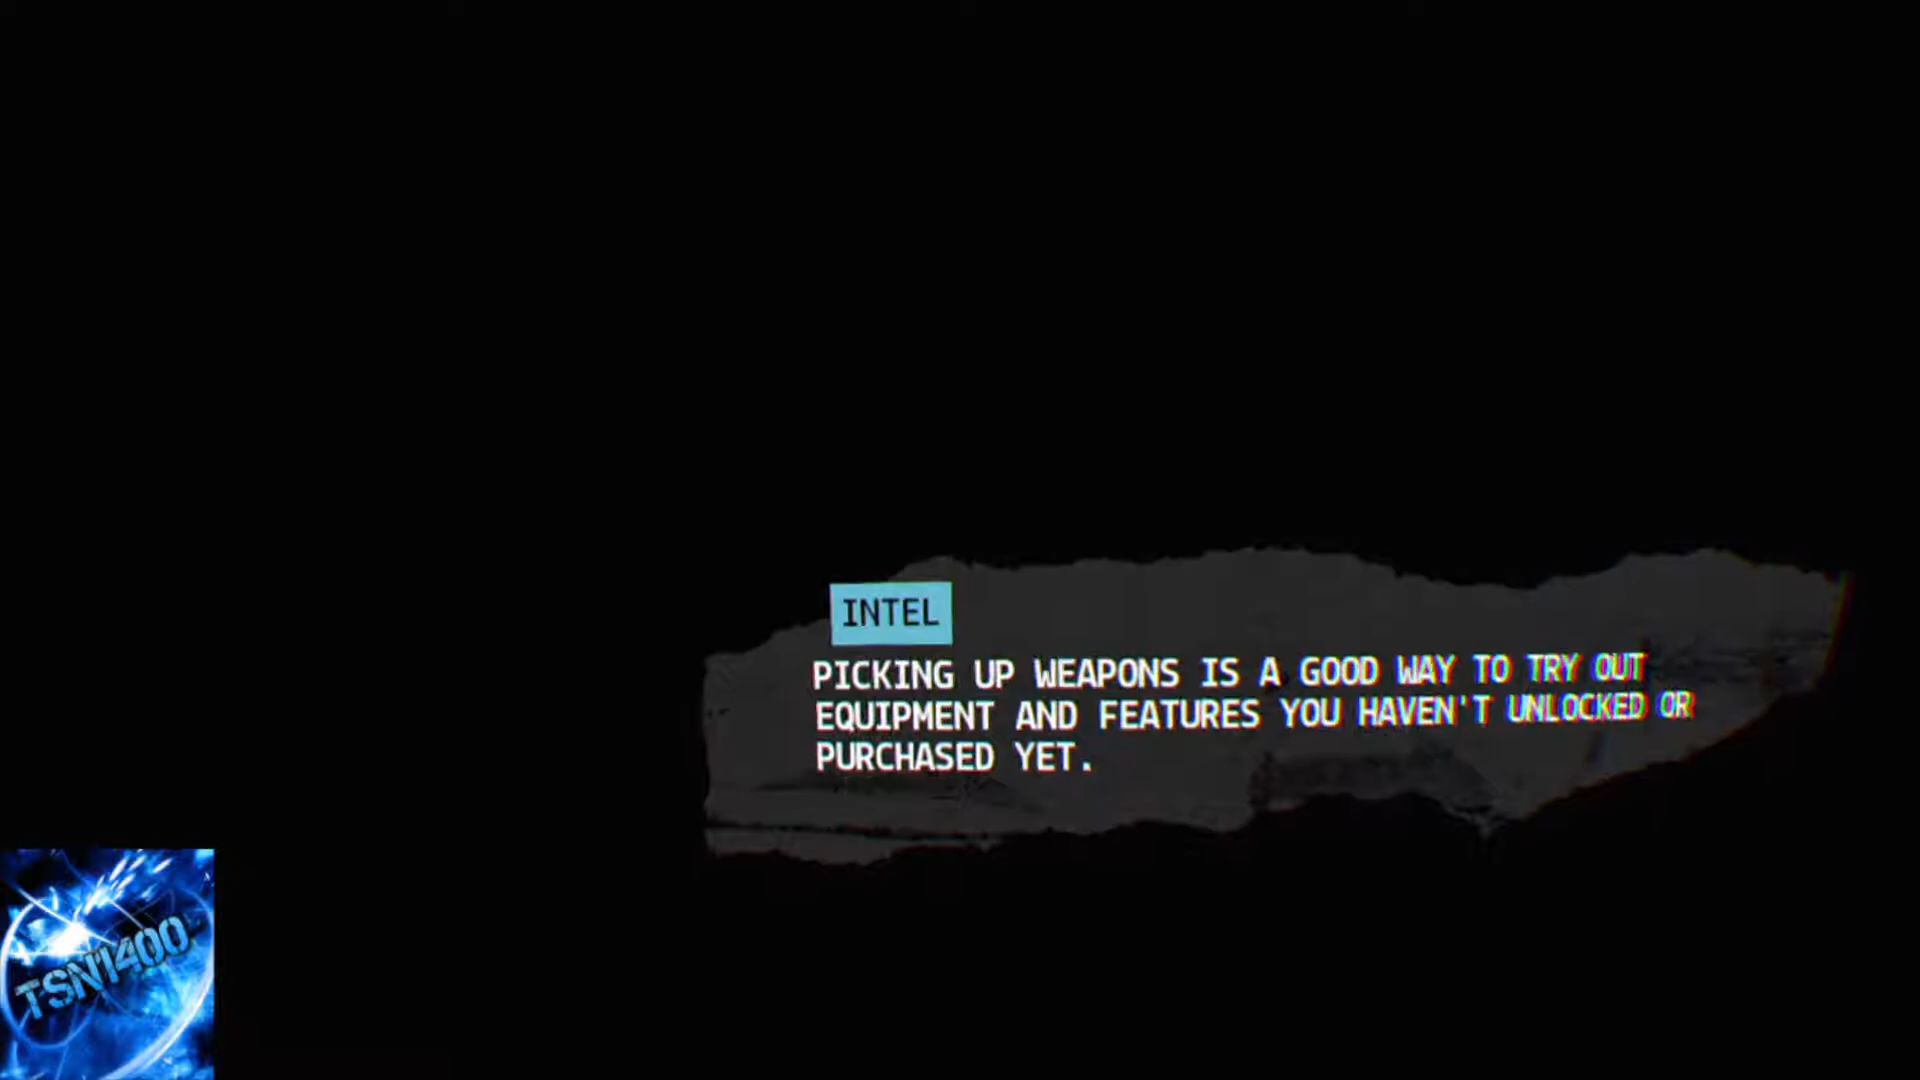 INTEL
PICKING UP WEAPONS IS A GOOD WAY TO TRY OUT
EQUIPMENT AND FEATURES YOU HAVEN'T UNLOCKED OR
PURCHASED YET.
TSN1400